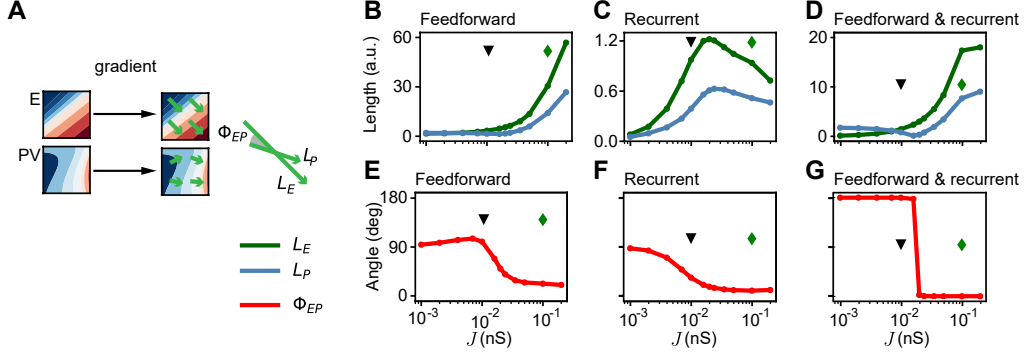 A
gradient
E
PV
Φ_EP
L_P
L_E
L_E
L_P
Φ_EP
B
Feedforward
Length (a.u.)
60
30
0
C
Recurrent
1.2
0.6
0.0
D
Feedforward & recurrent
20
10
0
E
Feedforward
Angle (deg)
180
90
0
10⁻³
10⁻²
10⁻¹
J (nS)
F
Recurrent
10⁻³
10⁻²
10⁻¹
J (nS)
G
Feedforward & recurrent
10⁻³
10⁻²
10⁻¹
J (nS)